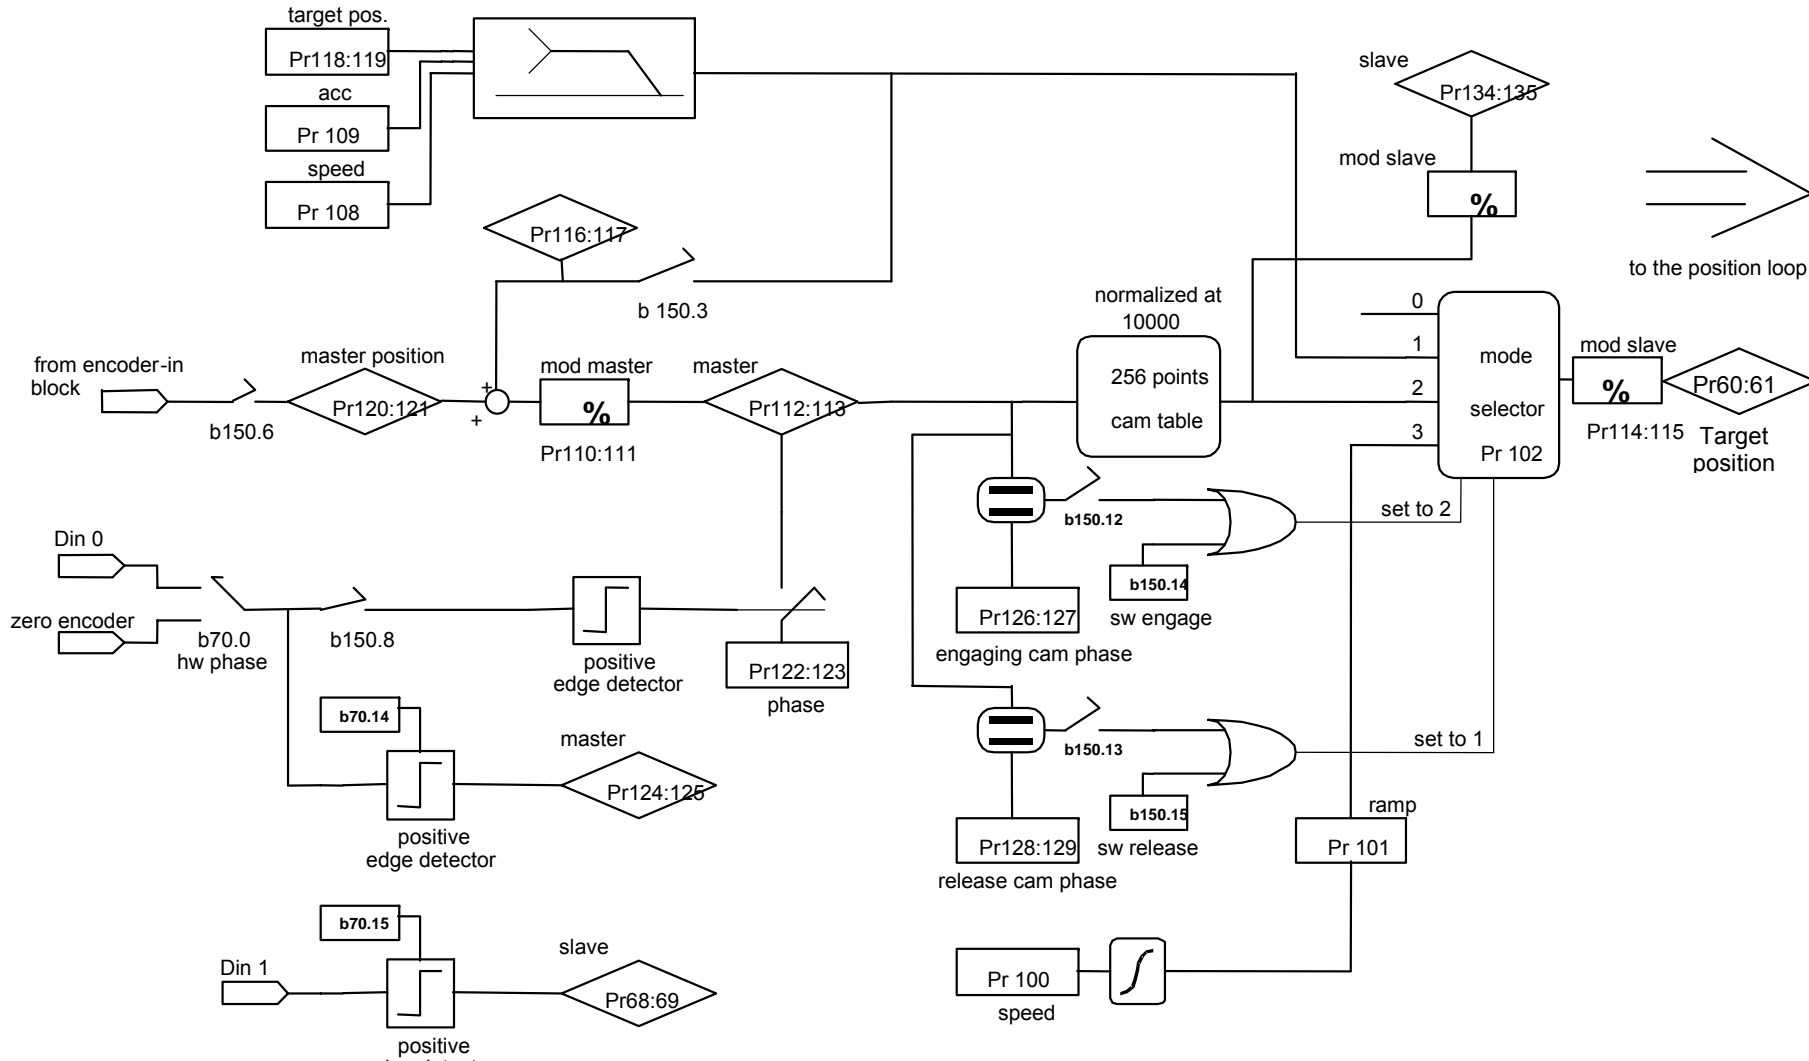 target pos.
Pr118:119
acc
Pr 109
speed
Pr 108
slave
Pr134:135
mod slave
%
to the position loop
Pr116:117
b 150.3
normalized at
10000
256 points
cam table
from encoder-in
block
b150.6
master position
Pr120:121
+
+
mod master
%
Pr110:111
master
Pr112:113
0
1
2
3
mode
selector
Pr 102
mod slave
%
Pr114:115
Pr60:61
Target
position
b150.12
b150.14
sw engage
set to 2
Pr126:127
engaging cam phase
Din 0
zero encoder
b70.0
hw phase
b150.8
positive
edge detector
Pr122:123
phase
b70.14
positive
edge detector
master
Pr124:125
b150.13
b150.15
sw release
set to 1
Pr128:129
release cam phase
ramp
Pr 101
b70.15
Din 1
slave
Pr68:69
positive
Pr 100
speed